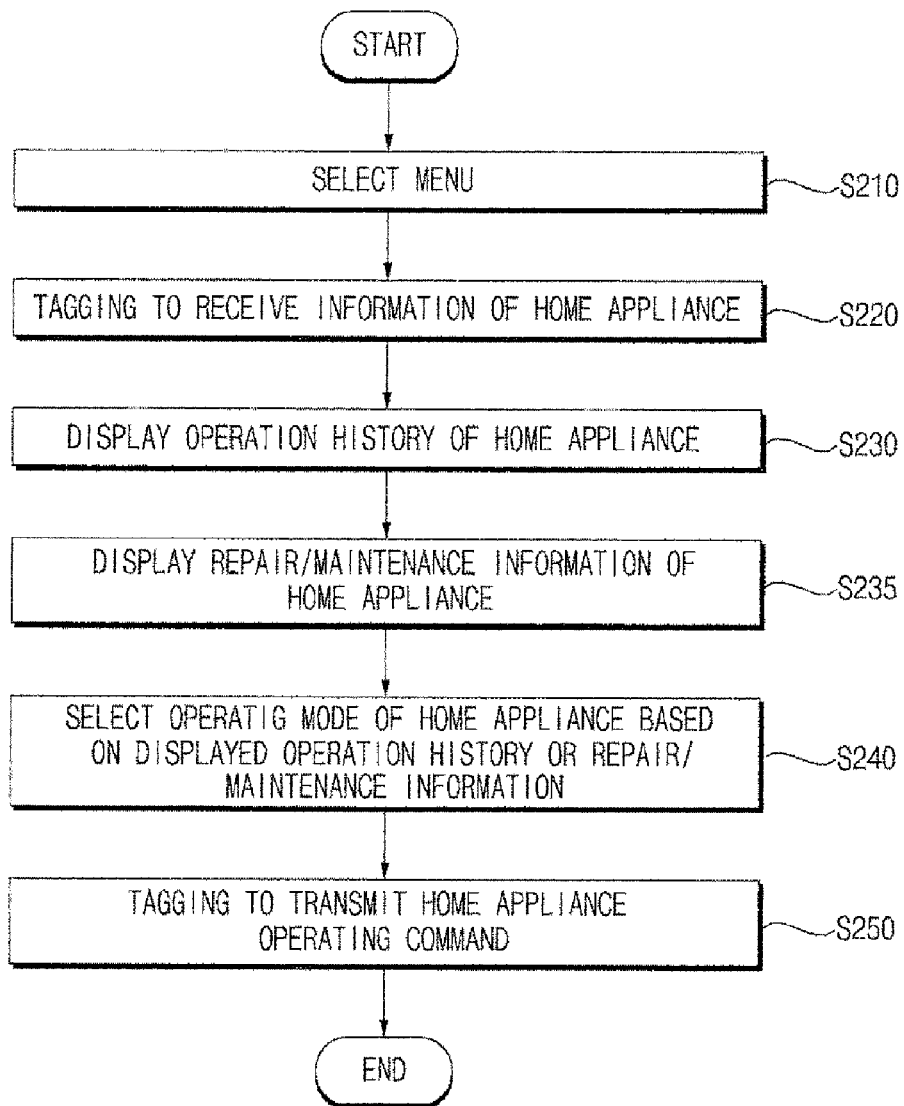 START
SELECT MENU
S210
TAGGING TO RECEIVE INFORMATION OF HOME APPLIANCE
S220
DISPLAY OPERATION HISTORY OF HOME APPLIANCE
S230
DISPLAY REPAIR/MAINTENANCE INFORMATION OF
HOME APPLIANCE
S235
SELECT OPERATIG MODE OF HOME APPLIANCE BASED
ON DISPLAYED OPERATION HISTORY OR REPAIR/
MAINTENANCE INFORMATION
S240
TAGGING TO TRANSMIT HOME APPLIANCE
OPERATING COMMAND
S250
END